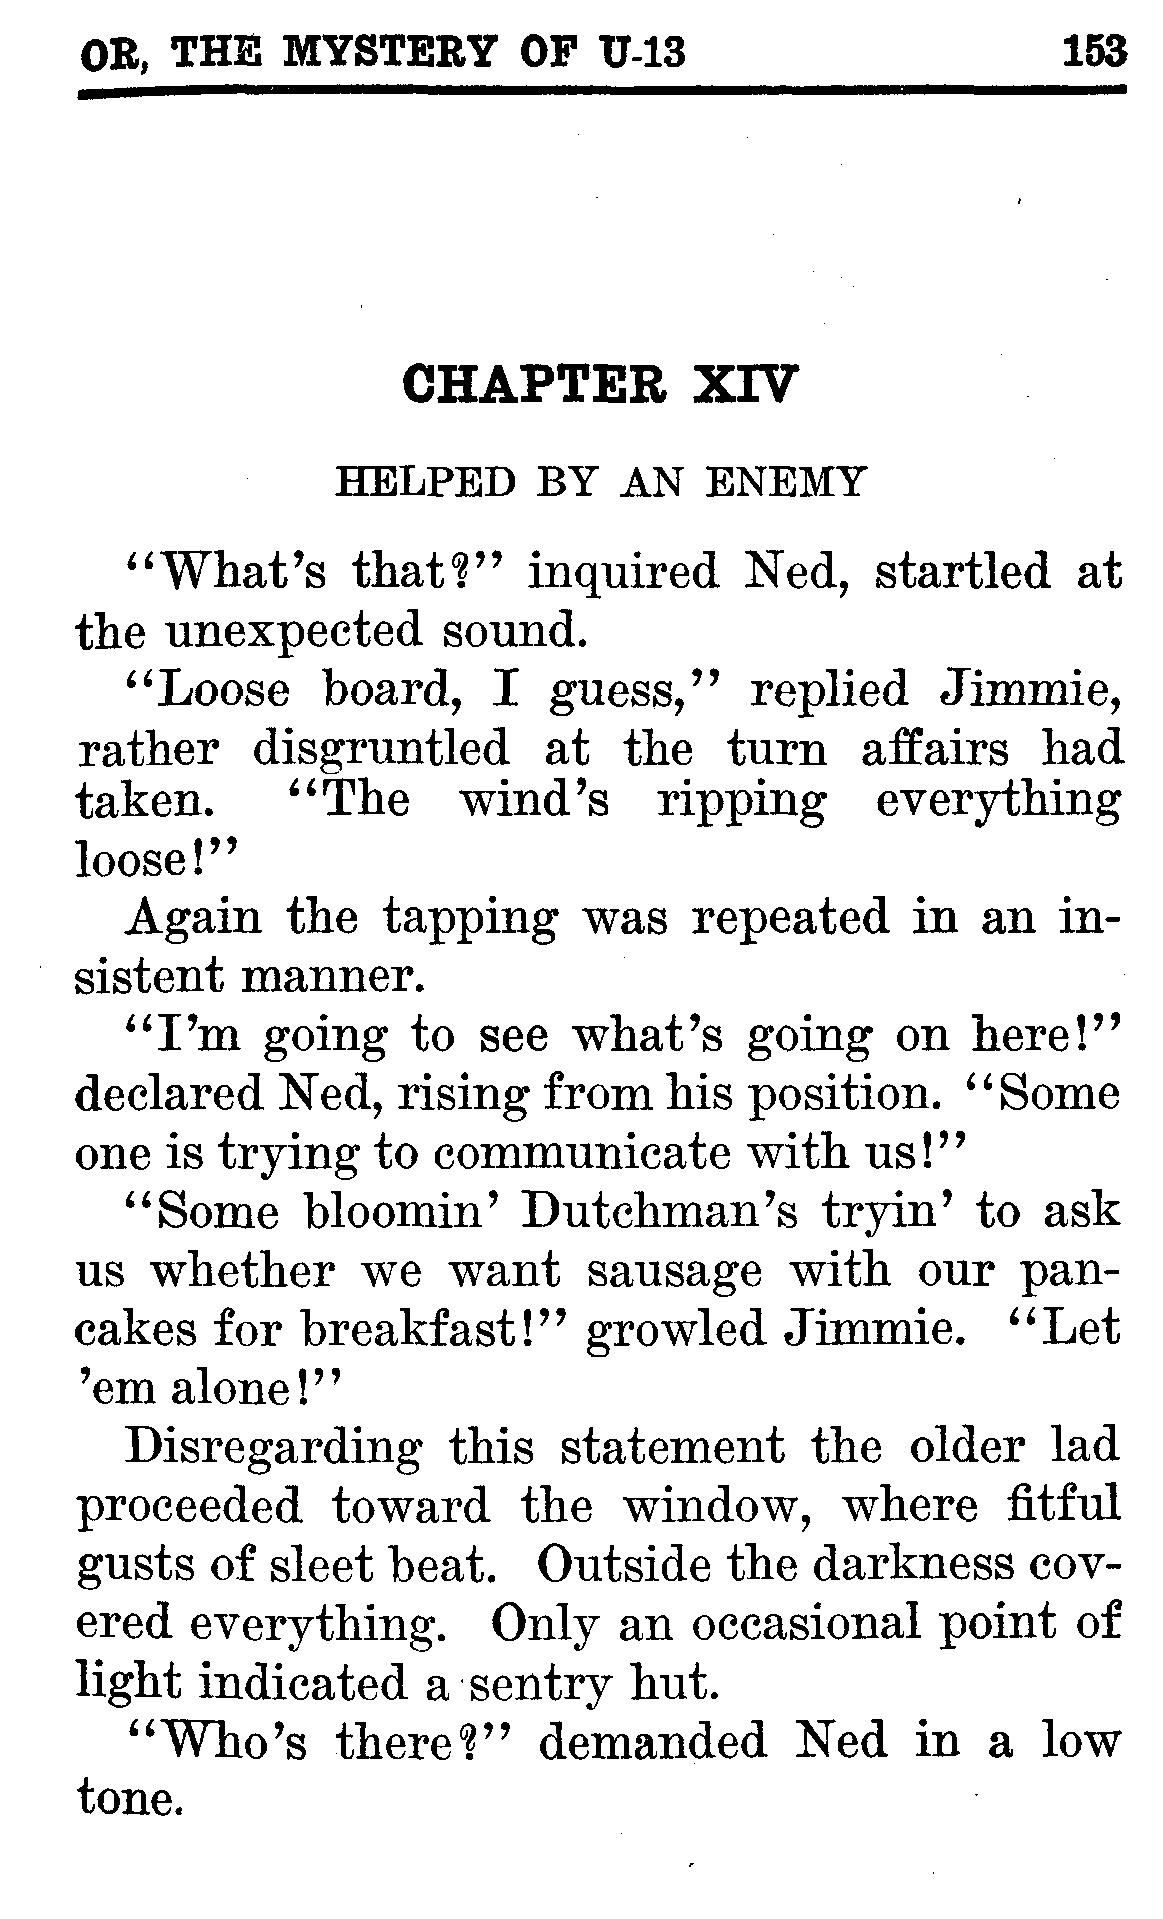 OR, THE MYSTERY OF U-13 153
CHAPTER XIV
HELPED BY AN ENEMY
“What’s that?” inquired Ned, startled at
the unexpected sound.
“Loose board, I guess,” replied Jimmie,
rather disgruntled at the turn affairs had
taken. “The wind’s ripping everything
loose!”
Again the tapping was repeated in an in-
sistent manner.
“I’m going to see what’s going on here!”
declared Ned, rising from his position. “Some
one is trying to communicate with us!”
“Some bloomin’ Dutchman’s tryin’ to ask
us whether we want sausage with our pan-
cakes for breakfast!” growled Jimmie. “Let
’em alone!”
Disregarding this statement the older lad
proceeded toward the window, where fitful
gusts of sleet beat. Outside the darkness cov-
ered everything. Only an occasional point of
light indicated a sentry hut.
“Who’s there?” demanded Ned in a low
tone.